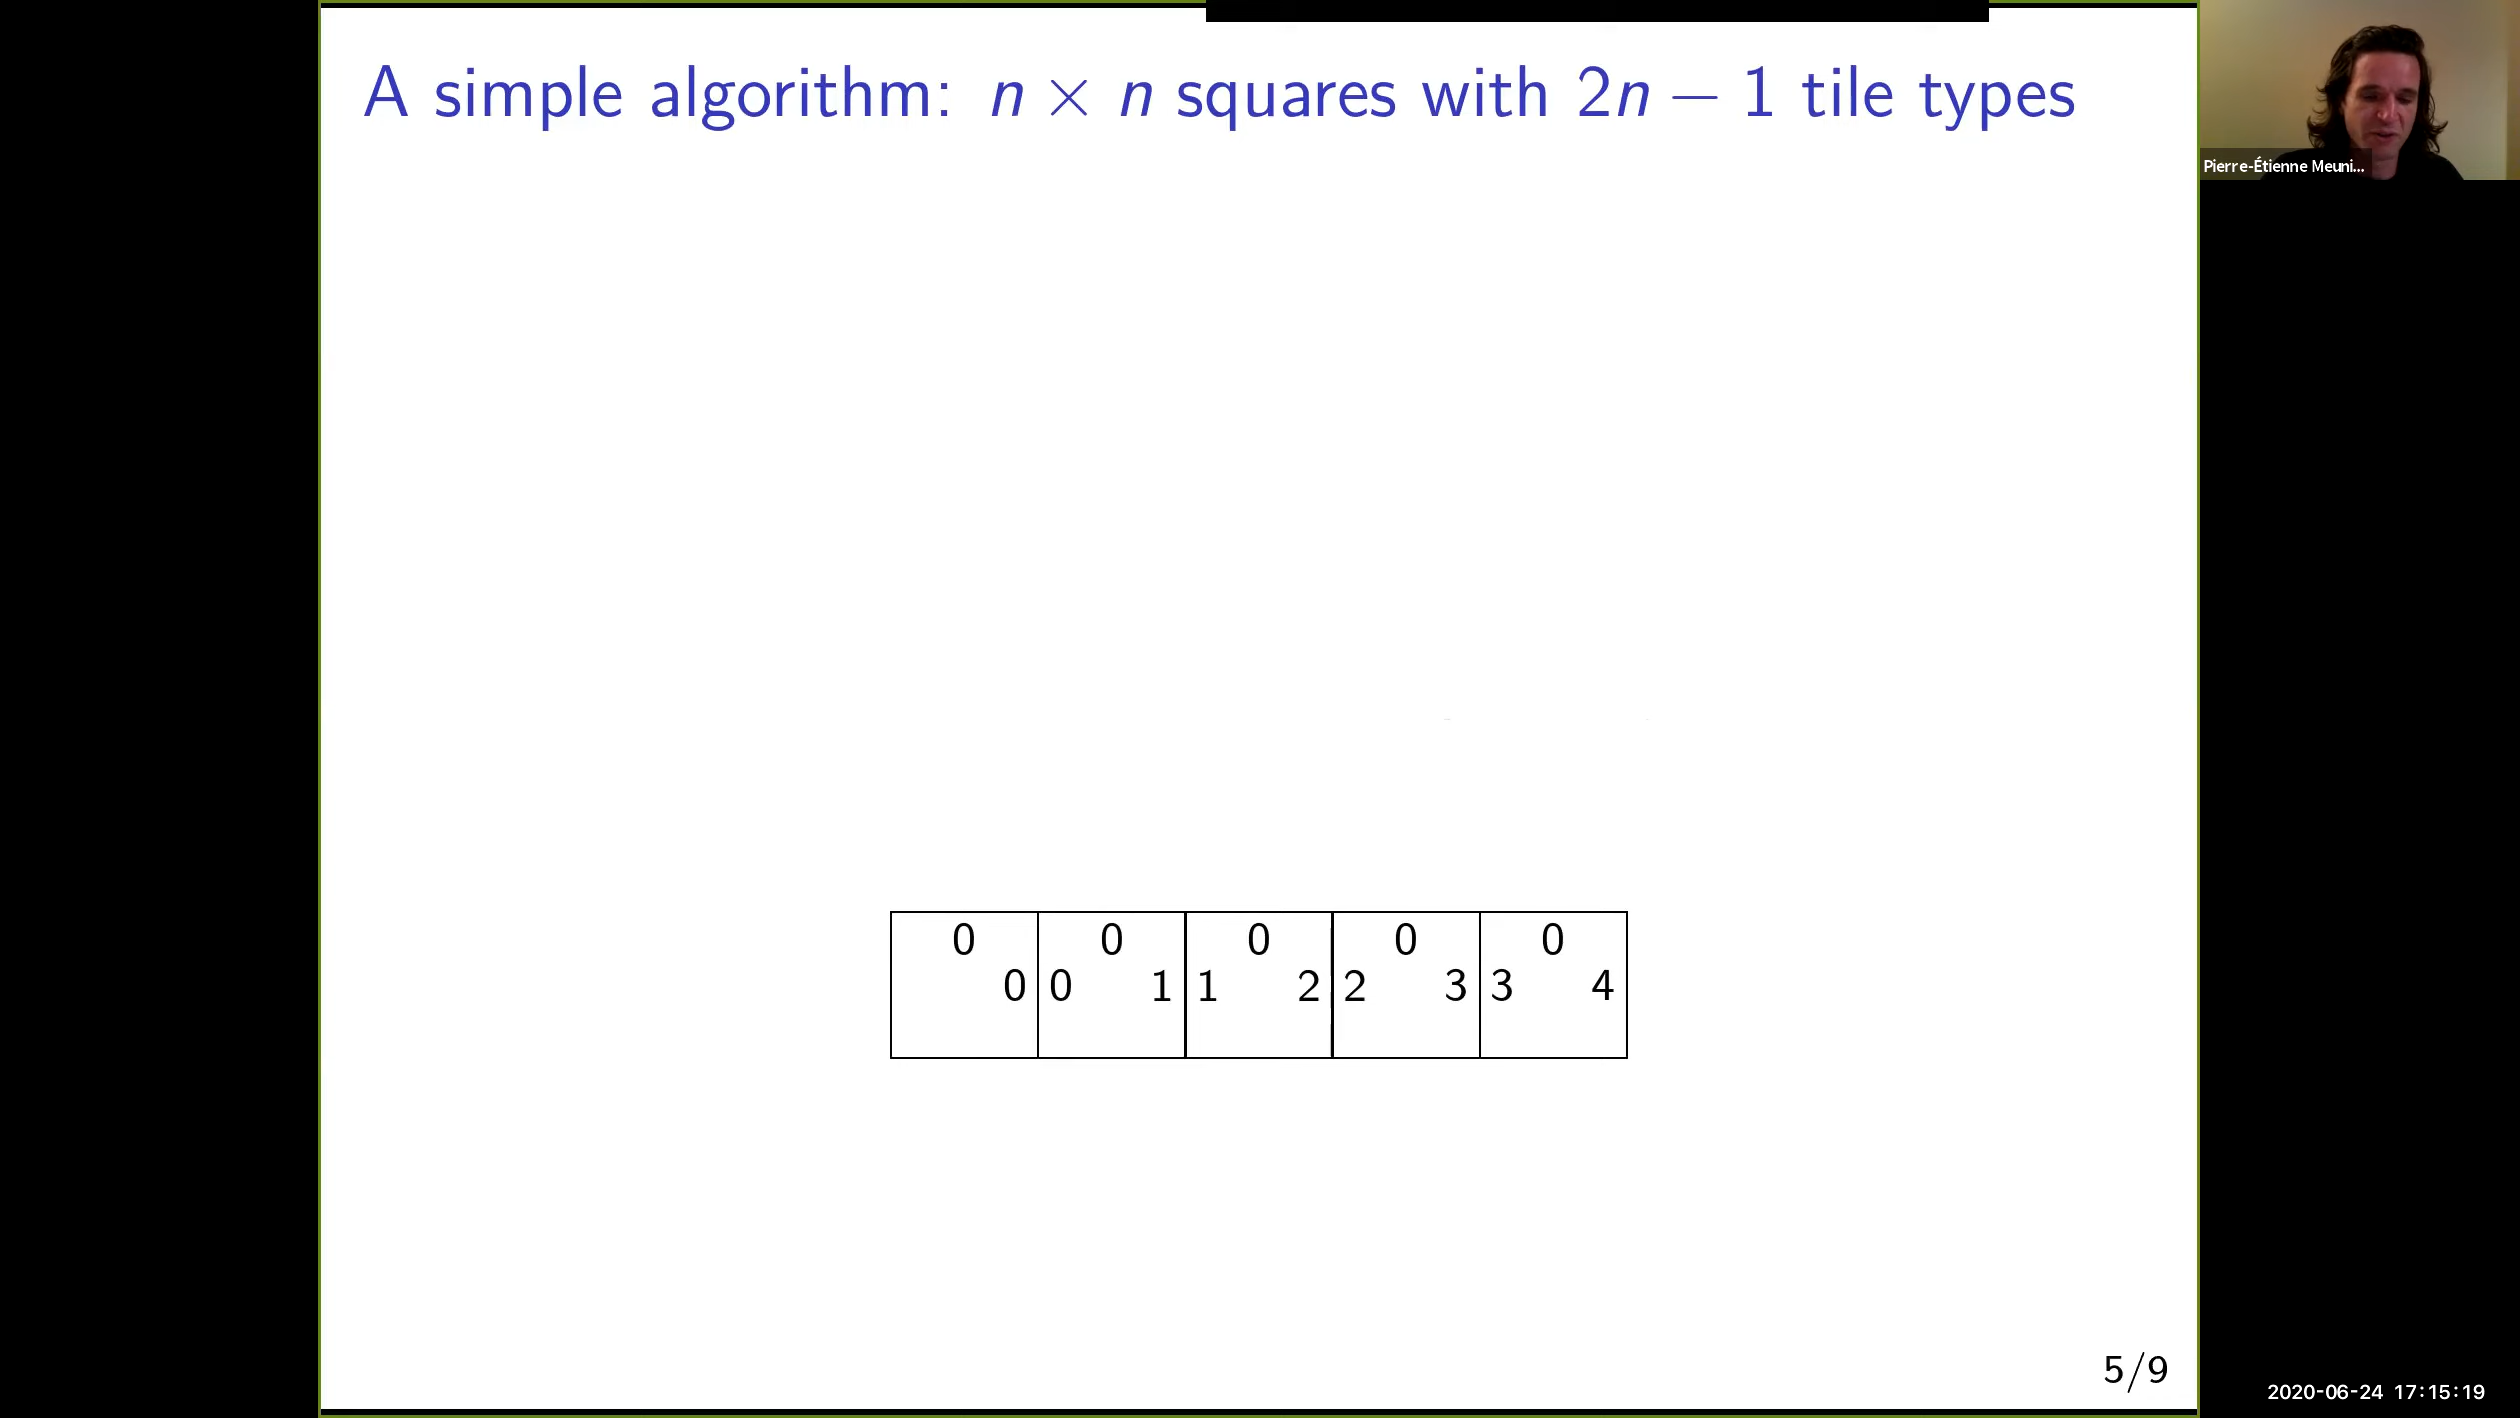 A simple algorithm: n × n squares with 2n − 1 tile types
Pierre-Étienne Meuni...
0 0 0 0 0
0 0 1 1 2 2 3 3 4
5/9
2020-06-24 17:15:19